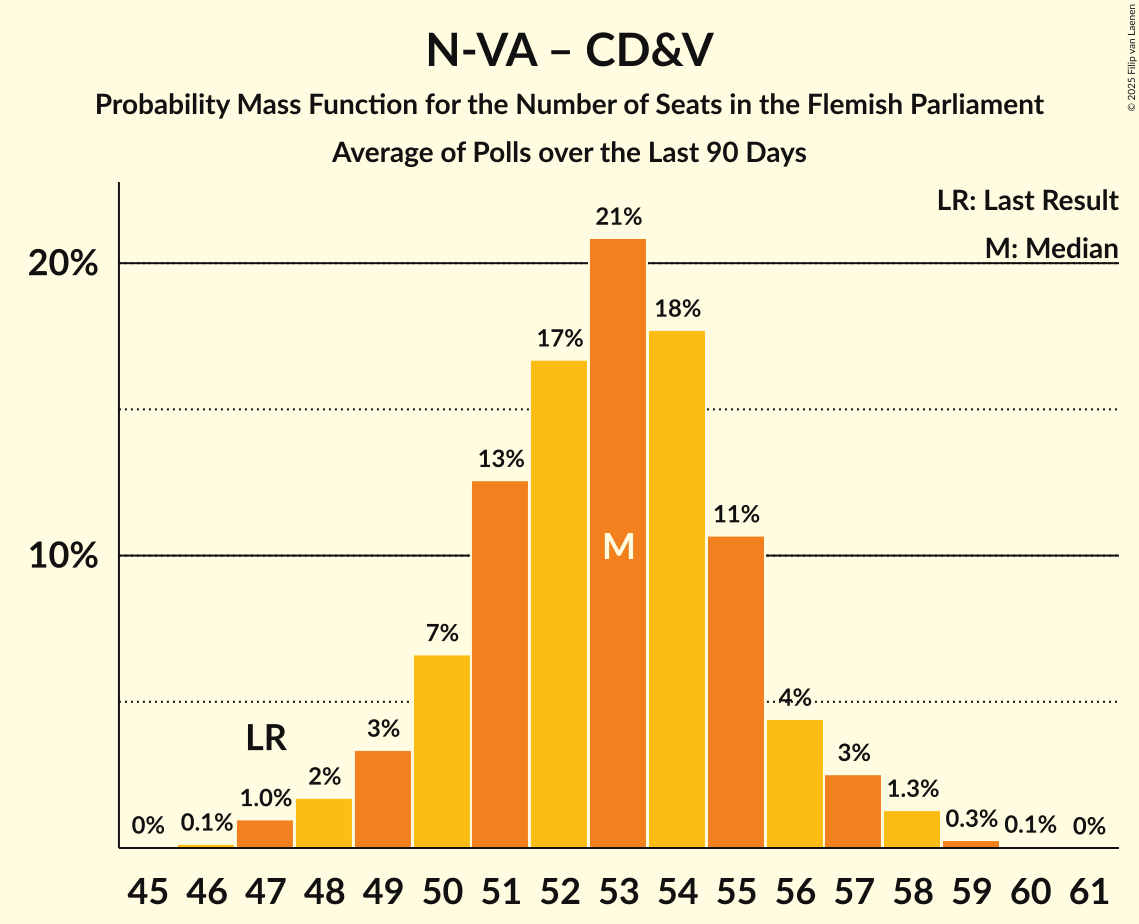 N-VA – CD&V
Probability Mass Function for the Number of Seats in the Flemish Parliament
Average of Polls over the Last 90 Days
© 2025 Filip van Laenen
LR: Last Result
M: Median
20%
10%
0%
0.1%
1.0%
2%
3%
7%
13%
17%
21%
18%
11%
4%
3%
1.3%
0.3%
0.1%
0%
LR
M
45 46 47 48 49 50 51 52 53 54 55 56 57 58 59 60 61